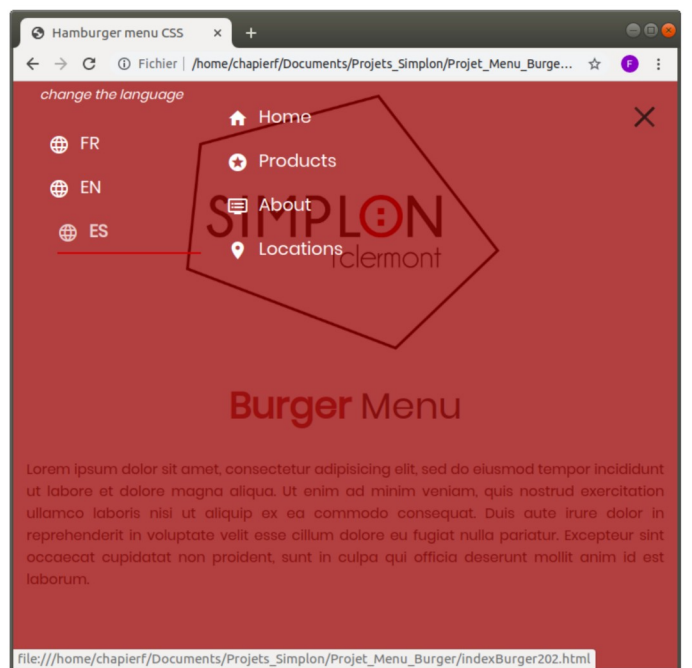 Hamburger menu CSS
Fichier | /home/chapierf/Documents/Projets_Simplon/Projet_Menu_Burge...
F
change the language
FR
EN
ES
Home
Products
About
Locations
SIMPLON
clermont
Burger Menu
Lorem ipsum dolor sit amet, consectetur adipisicing elit, sed do eiusmod tempor incididunt
ut labore et dolore magna aliqua. Ut enim ad minim veniam, quis nostrud exercitation
ullamco laboris nisi ut aliquip ex ea commodo consequat. Duis aute irure dolor in
reprehenderit in voluptate velit esse cillum dolore eu fugiat nulla pariatur. Excepteur sint
occaecat cupidatat non proident, sunt in culpa qui officia deserunt mollit anim id est
laborum.
file:///home/chapierf/Documents/Projets_Simplon/Projet_Menu_Burger/indexBurger202.html